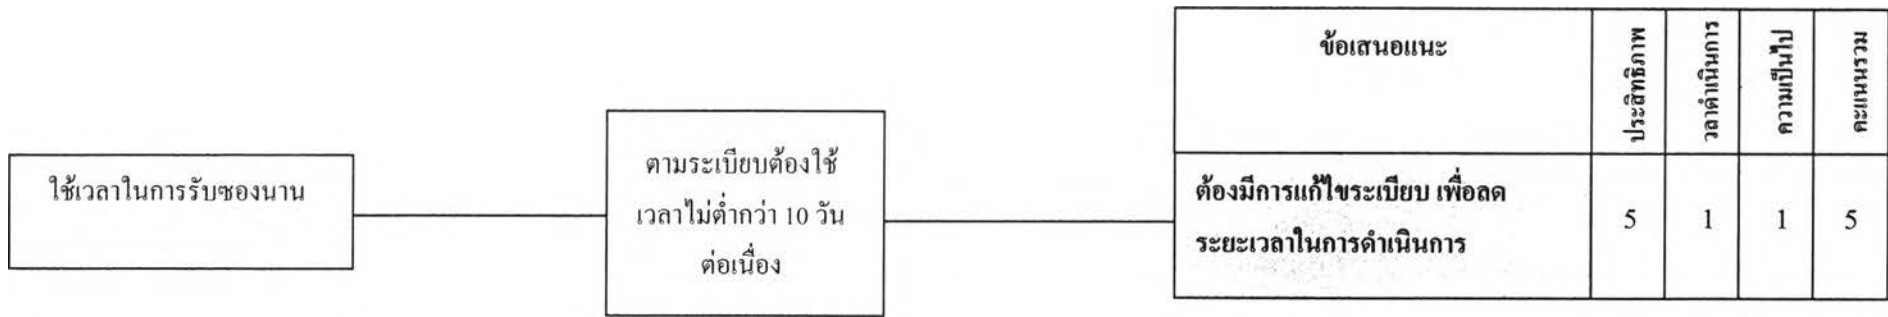 ใช้เวลาในการรับซองนาน
ตามระเบียบต้องใช้
เวลาไม่ต่ำกว่า 10 วัน
ต่อเนื่อง
ข้อเสนอแนะ
ประสิทธิภาพ
วลาดำเนินการ
ความเป็นไป
คะแนนรวม
ต้องมีการแก้ไขระเบียบ เพื่อลด
ระยะเวลาในการดำเนินการ
5 1 1 5